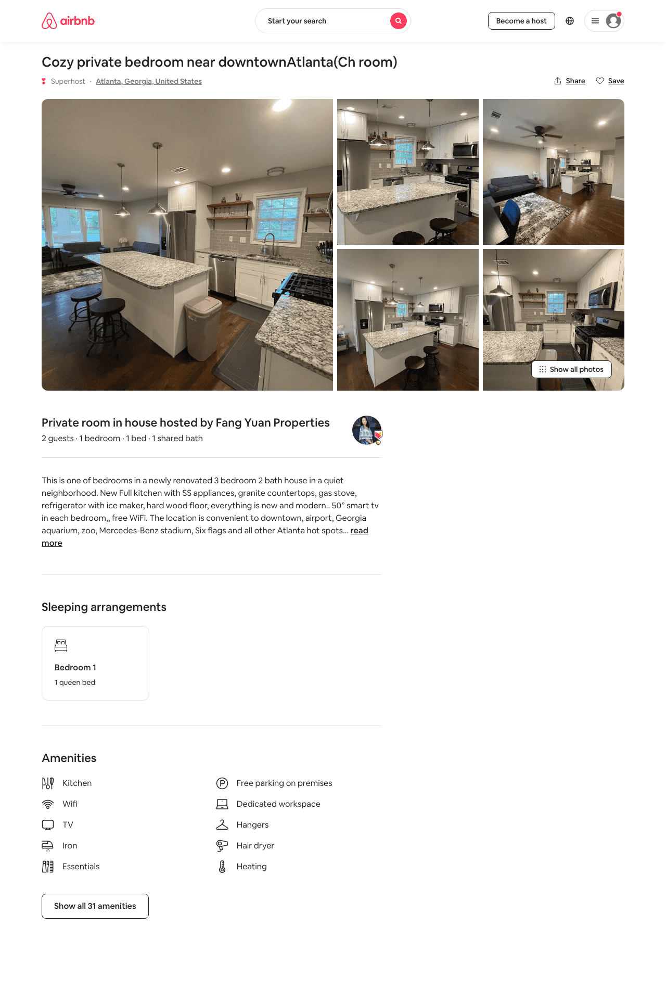 airbnb
Start your search
Become a host
Cozy private bedroom near downtownAtlanta(Ch room)
Superhost · Atlanta, Georgia, United States
Share
Save
Show all photos
Private room in house hosted by Fang Yuan Properties
2 guests · 1 bedroom · 1 bed · 1 shared bath
This is one of bedrooms in a newly renovated 3 bedroom 2 bath house in a quiet
neighborhood. New Full kitchen with SS appliances, granite countertops, gas stove,
refrigerator with ice maker, hard wood floor, everything is new and modern.. 50” smart tv
in each bedroom,, free WiFi. The location is convenient to downtown, airport, Georgia
aquarium, zoo, Mercedes-Benz stadium, Six flags and all other Atlanta hot spots... read
more
Sleeping arrangements
Bedroom 1
1 queen bed
Amenities
Kitchen
Free parking on premises
Wifi
Dedicated workspace
TV
Hangers
Iron
Hair dryer
Essentials
Heating
Show all 31 amenities